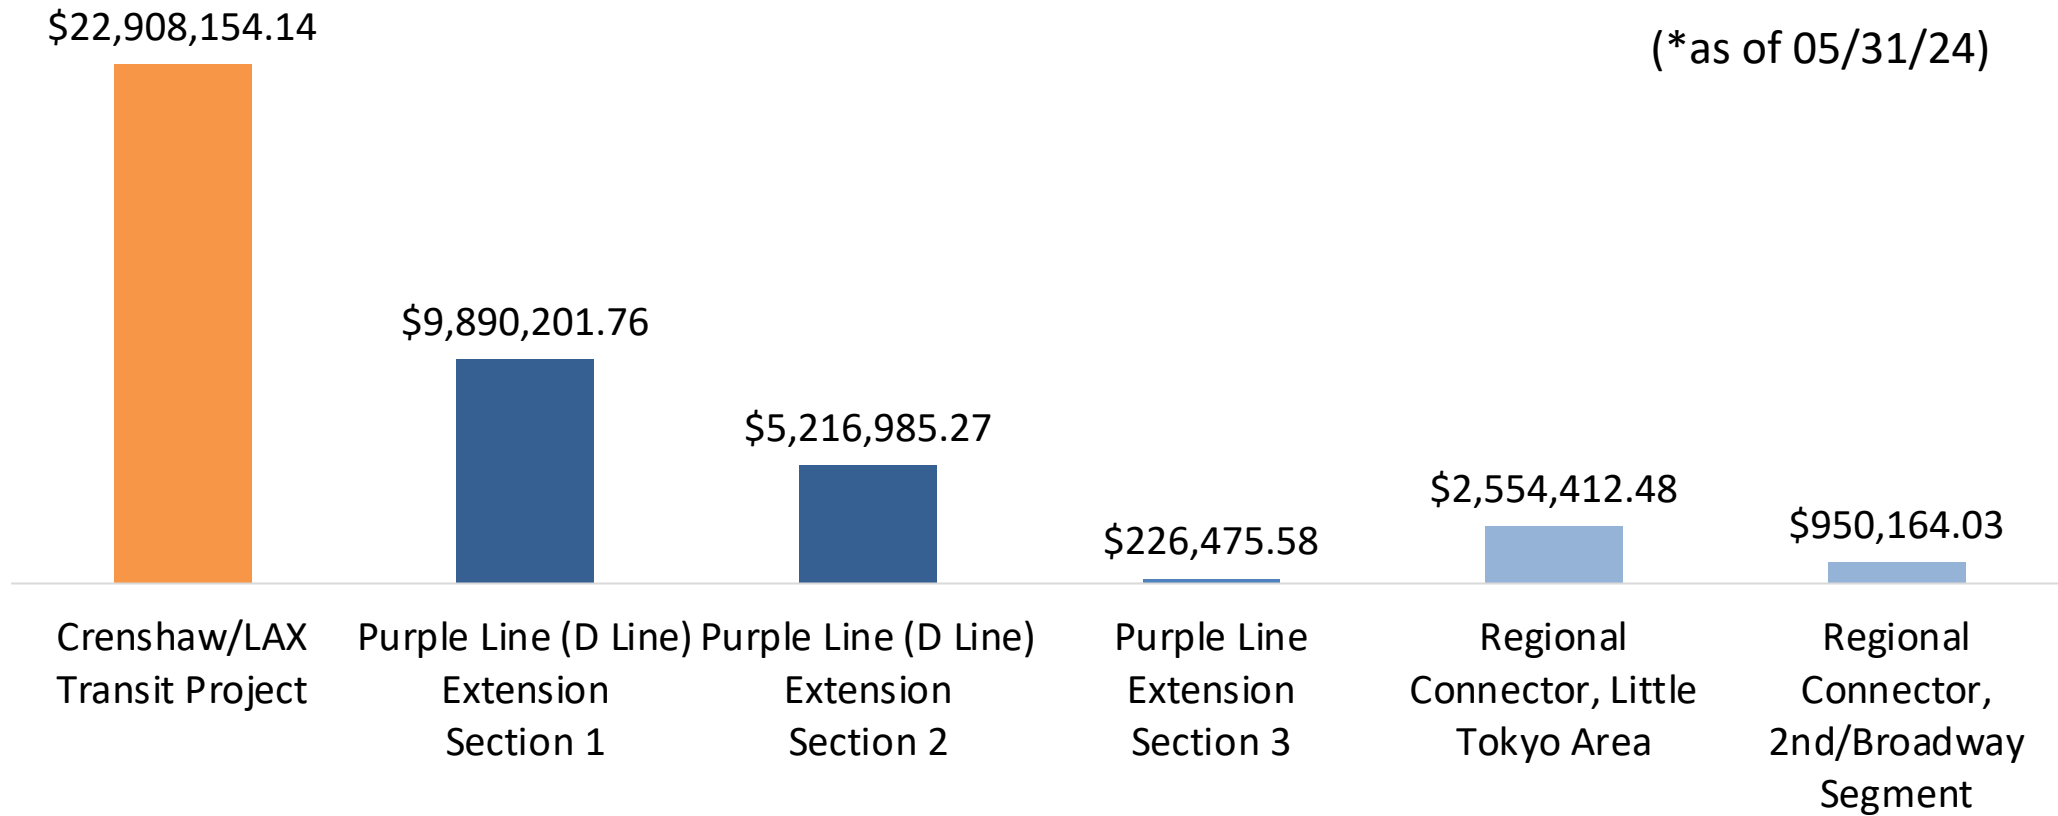 $22,908,154.14
(*as of 05/31/24)
$9,890,201.76
$5,216,985.27
$226,475.58
$2,554,412.48
$950,164.03
Crenshaw/LAX
Transit Project
Purple Line (D Line)
Extension
Section 1
Purple Line (D Line)
Extension
Section 2
Purple Line
Extension
Section 3
Regional
Connector, Little
Tokyo Area
Regional
Connector,
2nd/Broadway
Segment